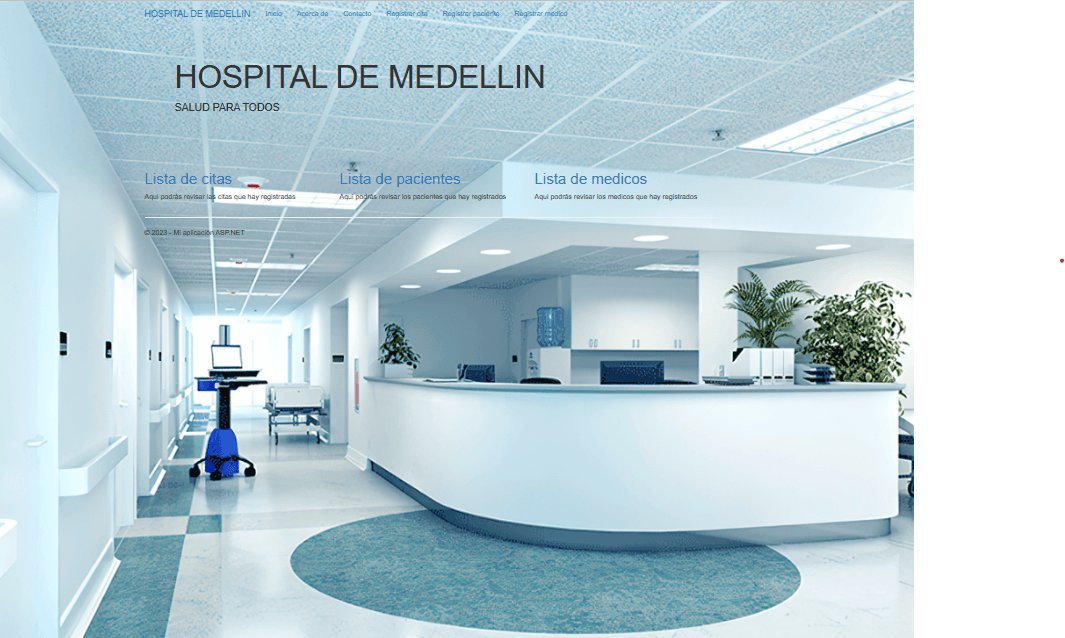 HOSPITAL DE MEDELLIN Inicio Acerca de Contacto Registrar cita Registrar paciente Registrar medico
HOSPITAL DE MEDELLIN
SALUD PARA TODOS
Lista de citas Lista de pacientes Lista de medicos
Aqui podrás revisar las citas que hay registradas Aqui podrás revisar los pacientes que hay registrados Aqui podrás revisar los medicos que hay registrados
© 2023 - Mi aplicación ASP.NET